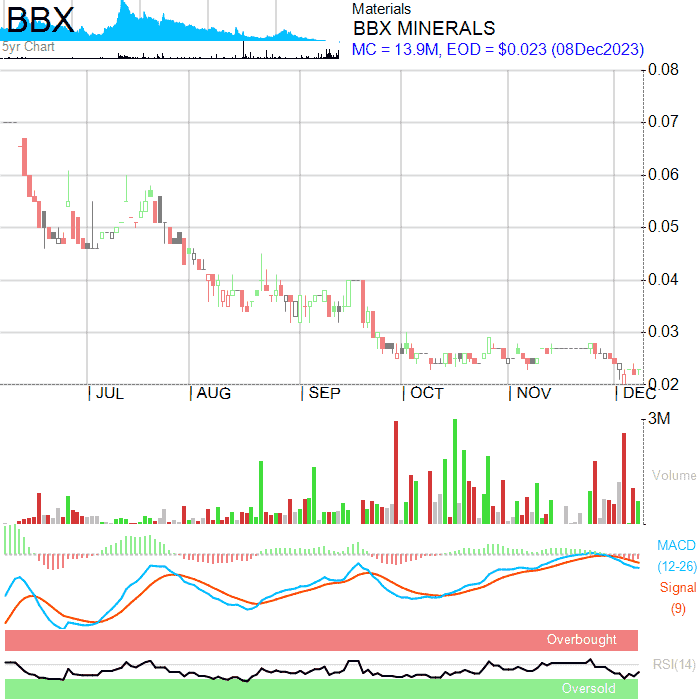 BBX
5yr Chart
Materials
BBX MINERALS
MC = 13.9M, EOD = $0.023 (08Dec2023)
0.08
0.07
0.06
0.05
0.04
0.03
0.02
JUL AUG SEP OCT NOV DEC
3M
Volume
MACD
(12-26)
Signal
(9)
Overbought
RSI(14)
Oversold